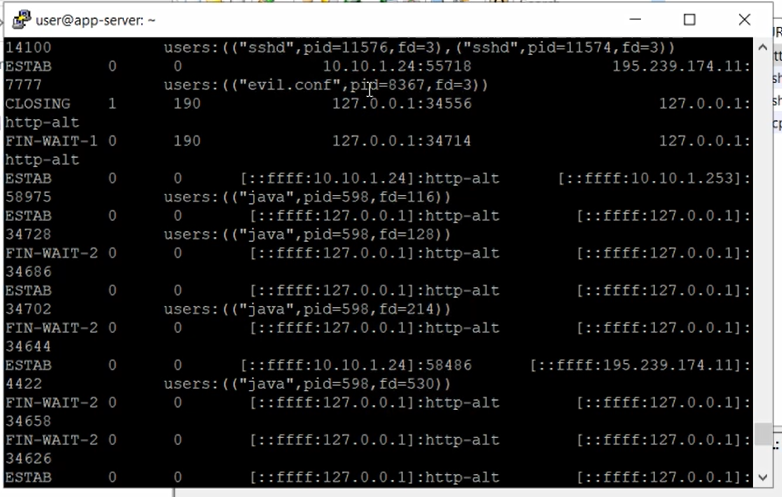 user@app-server: ~
14100 users:(("sshd",pid=11576,fd=3),("sshd",pid=11574,fd=3))
ESTAB 0 0 10.10.1.24:55718 195.239.174.11:
7777 users:(("evil.conf",pid=8367,fd=3))
CLOSING 1 190 127.0.0.1:34556 127.0.0.1:
http-alt
FIN-WAIT-1 0 190 127.0.0.1:34714 127.0.0.1:
http-alt
ESTAB 0 0 [::ffff:10.10.1.24]:http-alt [::ffff:10.10.1.253]:
58975 users:(("java",pid=598,fd=116))
ESTAB 0 0 [::ffff:127.0.0.1]:http-alt [::ffff:127.0.0.1]:
34728 users:(("java",pid=598,fd=128))
FIN-WAIT-2 0 0 [::ffff:127.0.0.1]:http-alt [::ffff:127.0.0.1]:
34686
ESTAB 0 0 [::ffff:127.0.0.1]:http-alt [::ffff:127.0.0.1]:
34702 users:(("java",pid=598,fd=214))
FIN-WAIT-2 0 0 [::ffff:127.0.0.1]:http-alt [::ffff:127.0.0.1]:
34644
ESTAB 0 0 [::ffff:10.10.1.24]:58486 [::ffff:195.239.174.11]:
4422 users:(("java",pid=598,fd=530))
FIN-WAIT-2 0 0 [::ffff:127.0.0.1]:http-alt [::ffff:127.0.0.1]:
34658
FIN-WAIT-2 0 0 [::ffff:127.0.0.1]:http-alt [::ffff:127.0.0.1]:
34626
ESTAB 0 0 [::ffff:127.0.0.1]:http-alt [::ffff:127.0.0.1]: